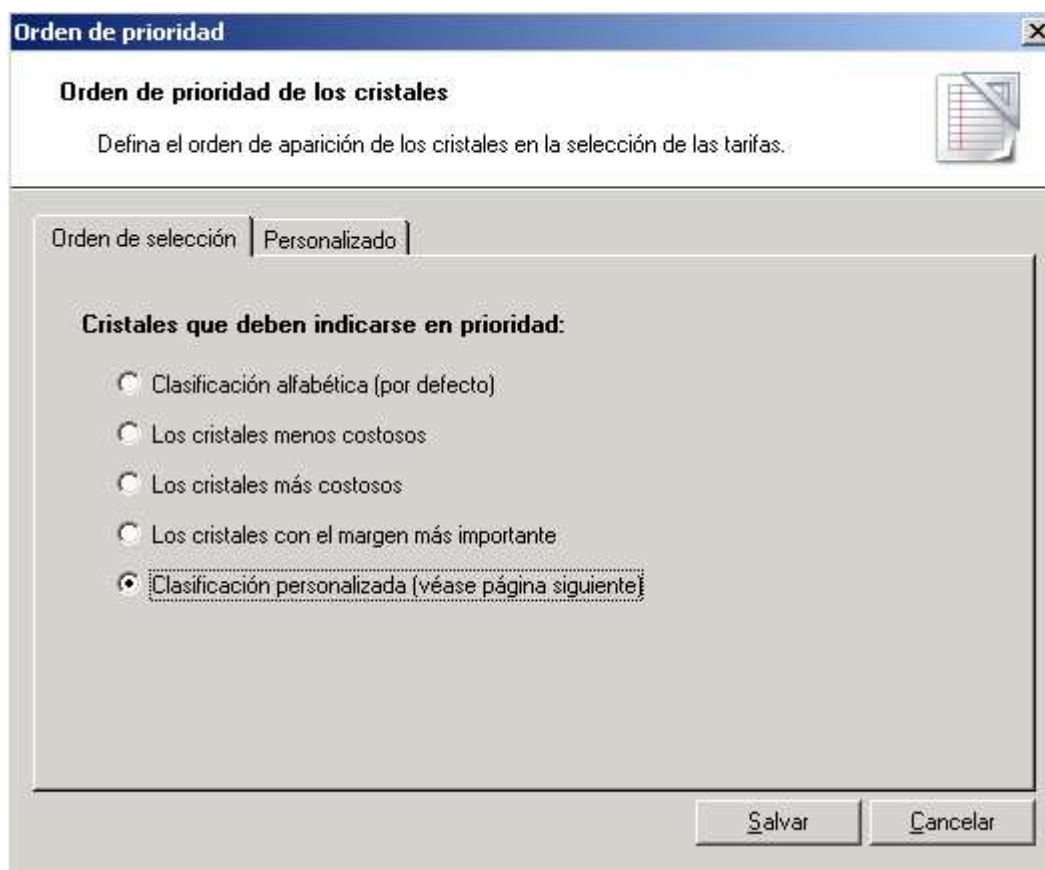 Orden de prioridad
Orden de prioridad de los cristales
Defina el orden de aparición de los cristales en la selección de las tarifas.
Orden de selección
Personalizado
Cristales que deben indicarse en prioridad:
Clasificación alfabética (por defecto)
Los cristales menos costosos
Los cristales más costosos
Los cristales con el margen más importante
Clasificación personalizada (véase página siguiente)
Salvar
Cancelar